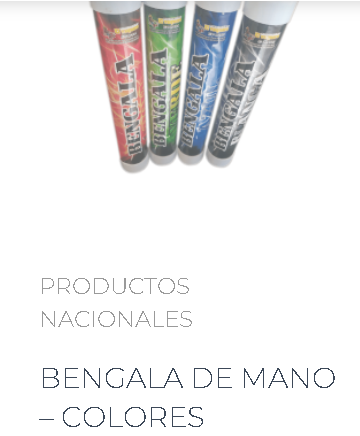 BENGALA
BENGALA
BENGALA
BENGALA
PRODUCTOS
NACIONALES
BENGALA DE MANO
– COLORES